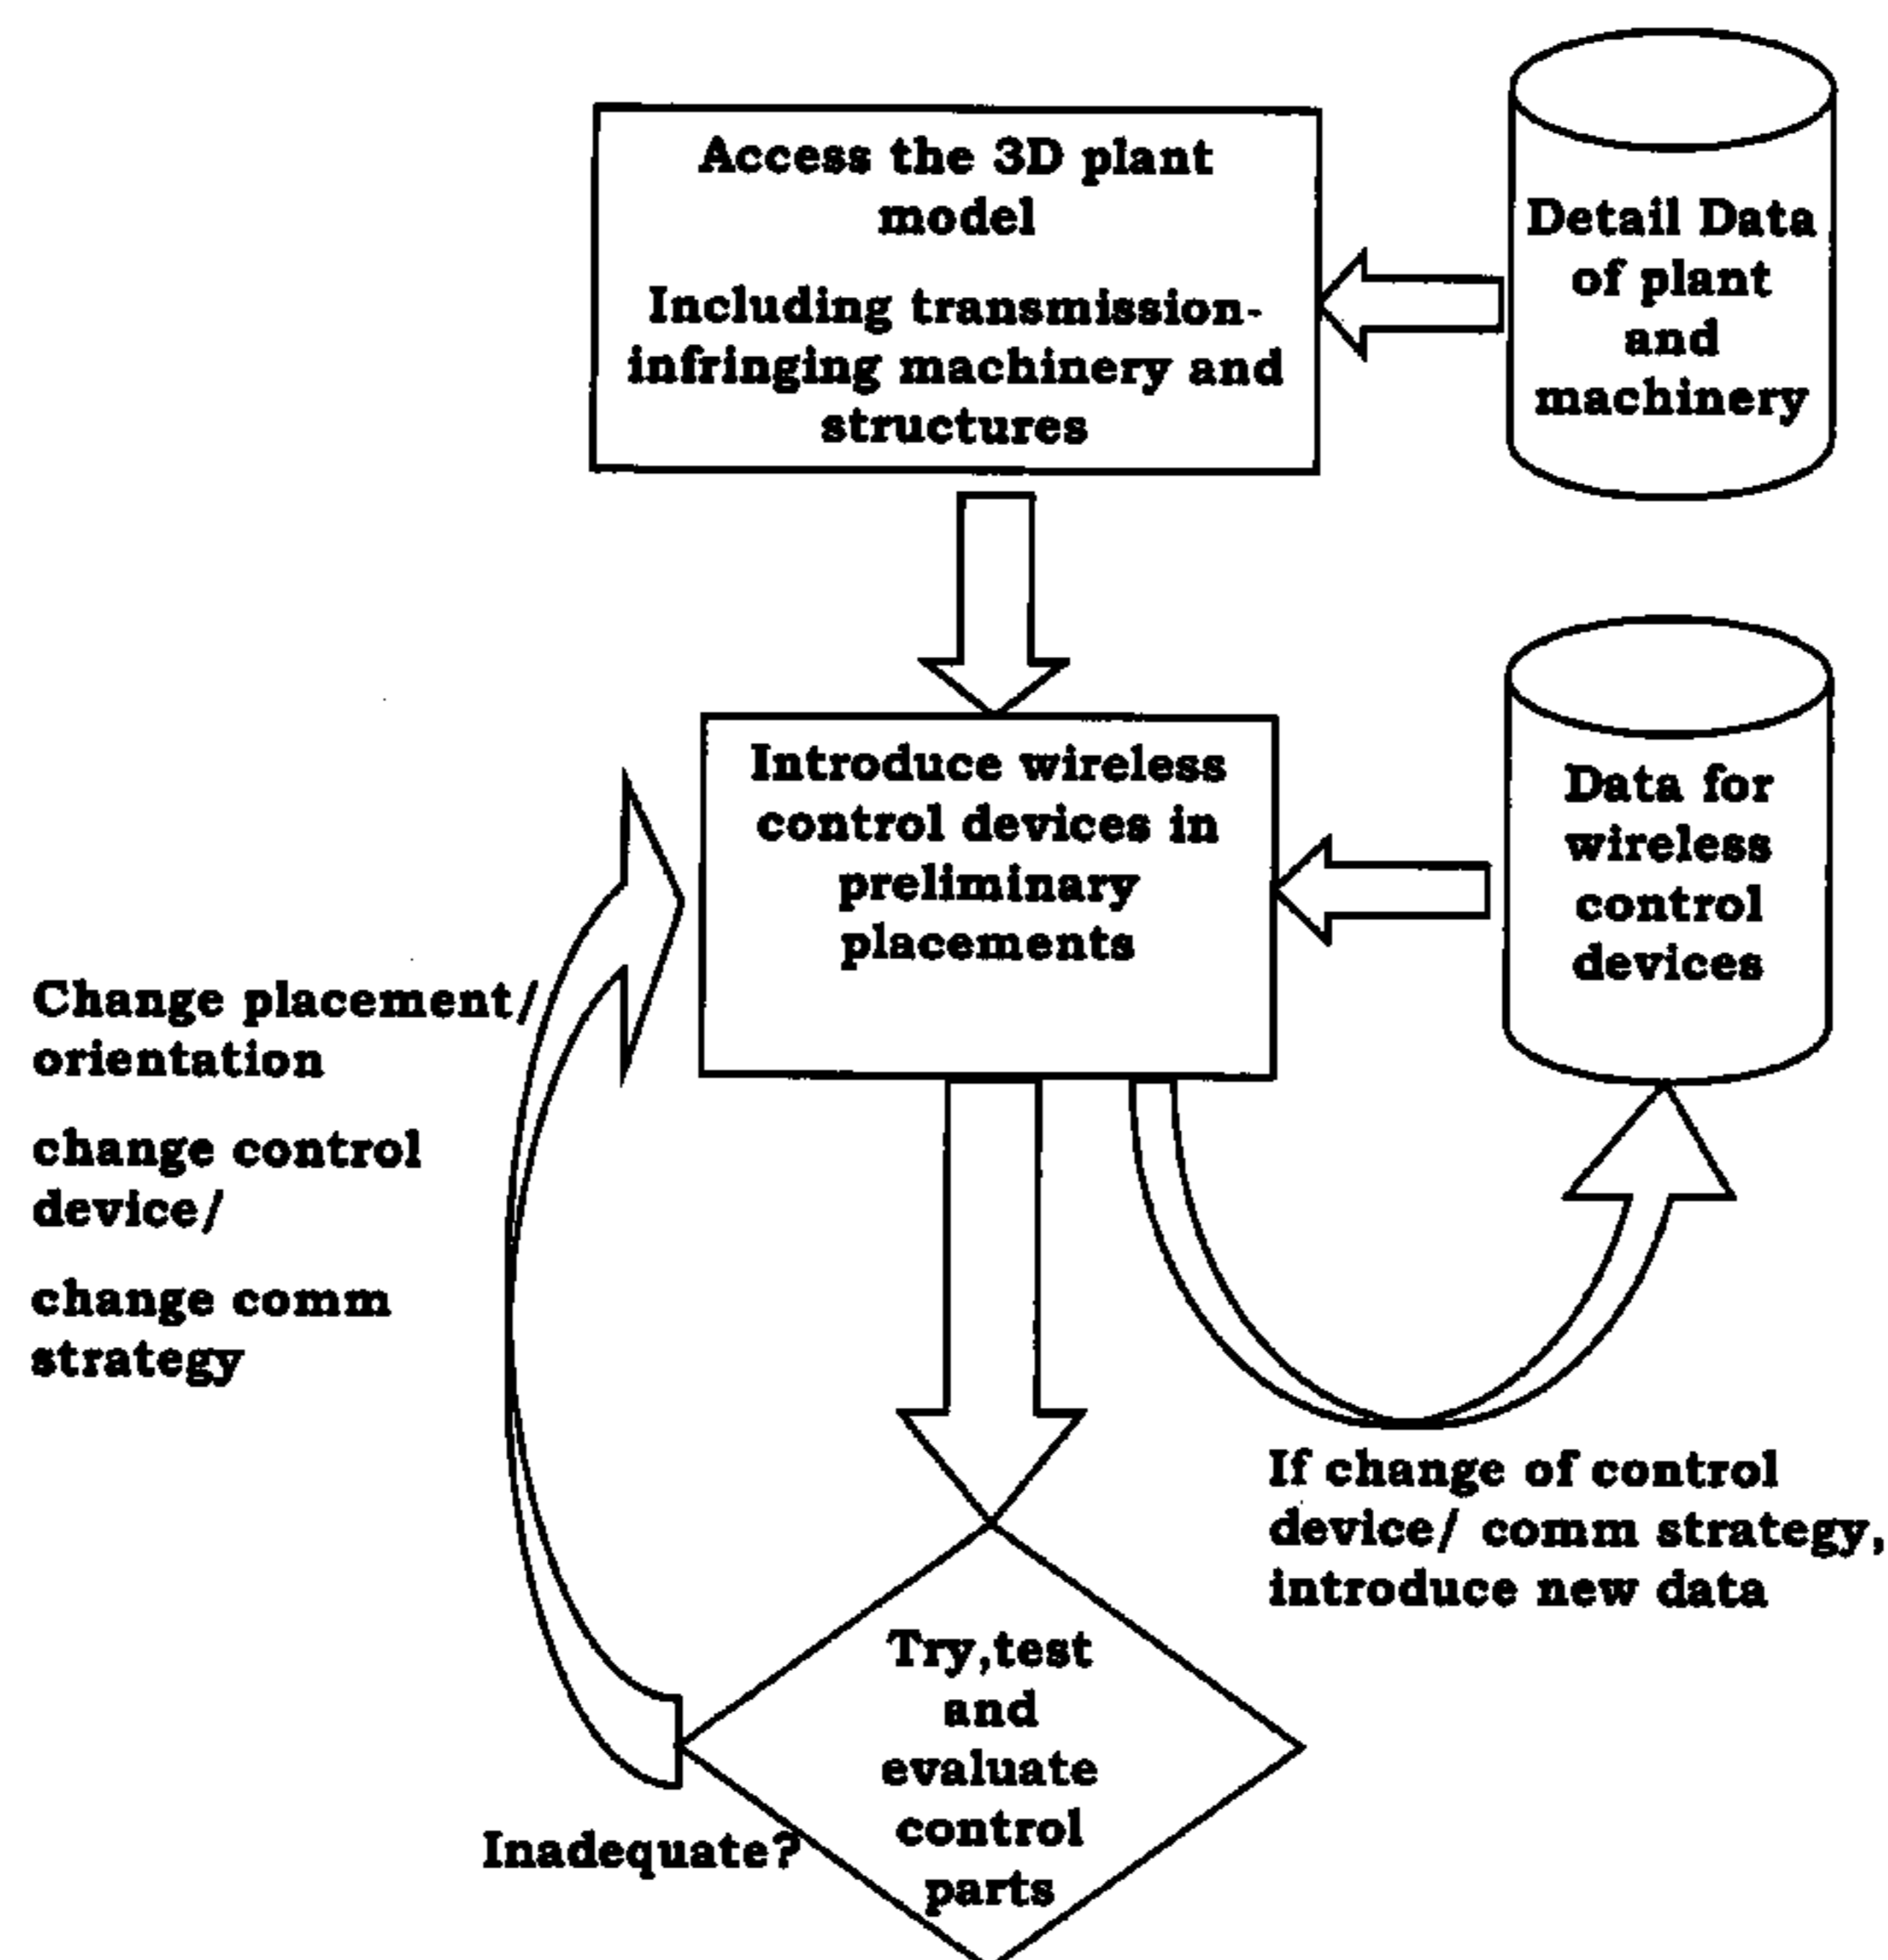 Access the 3D plant
model
Including transmission-
infringing machinery and
structures
Detail Data
of plant
and
machinery
Introduce wireless
control devices in
preliminary
placements
Data for
wireless
control
devices
Change placement/
orientation
change control
device/
change comm
strategy
If change of control
device/ comm strategy,
introduce new data
Try,test
and
evaluate
control
parts
Inadequate?